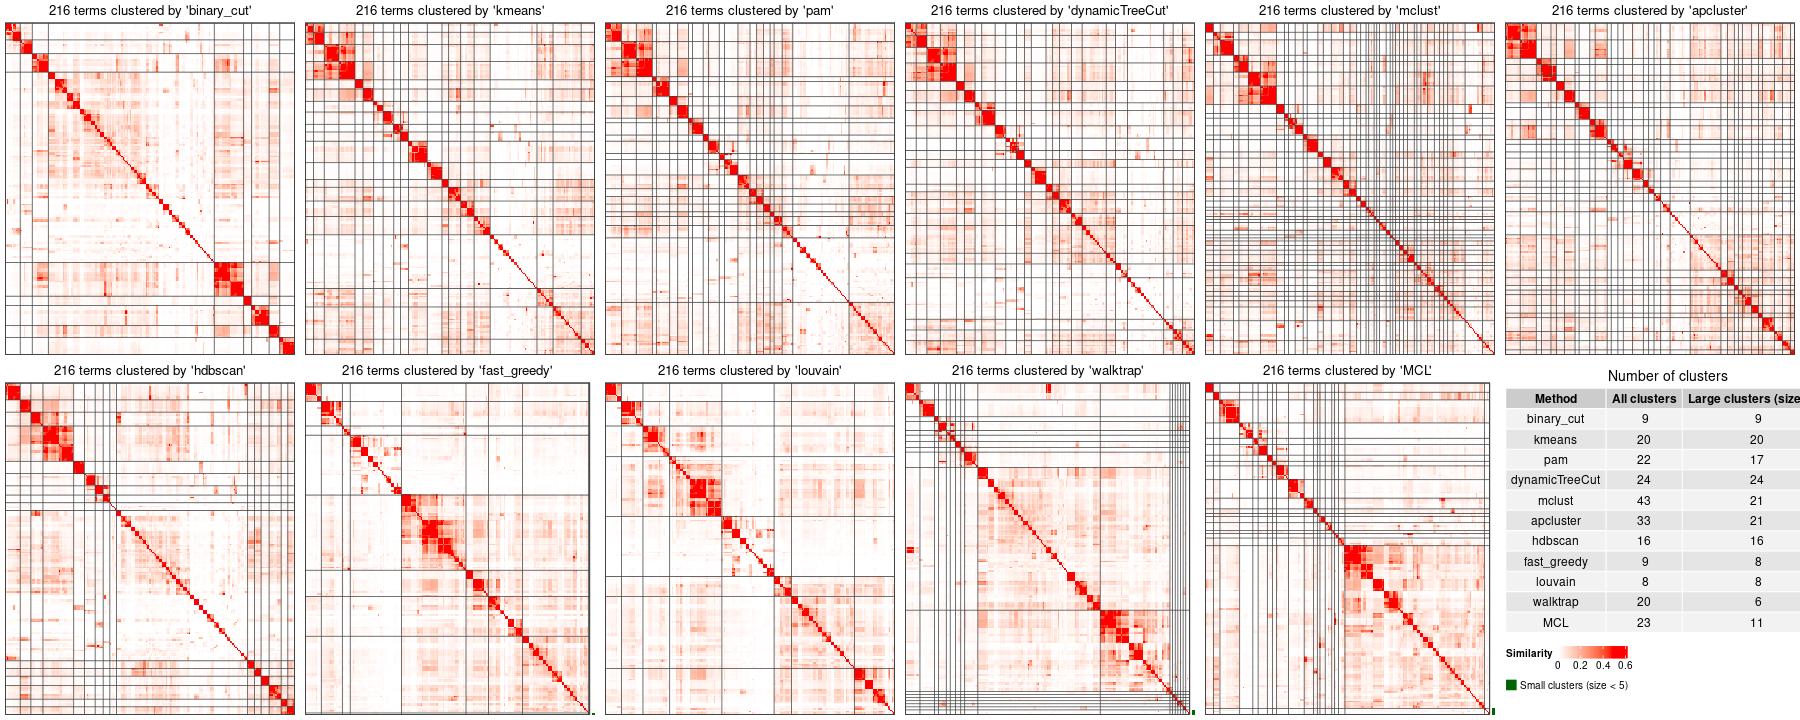 216 terms clustered by 'binary_cut'
216 terms clustered by 'kmeans'
216 terms clustered by 'pam'
216 terms clustered by 'dynamicTreeCut'
216 terms clustered by 'mclust'
216 terms clustered by 'apcluster'
216 terms clustered by 'hdbscan'
216 terms clustered by 'fast_greedy'
216 terms clustered by 'louvain'
216 terms clustered by 'walktrap'
216 terms clustered by 'MCL'
Number of clusters
Method All clusters Large clusters (size
binary_cut 9 9
kmeans 20 20
pam 22 17
dynamicTreeCut 24 24
mclust 43 21
apcluster 33 21
hdbscan 16 16
fast_greedy 9 8
louvain 8 8
walktrap 20 6
MCL 23 11
Similarity
0 0.2 0.4 0.6
Small clusters (size < 5)